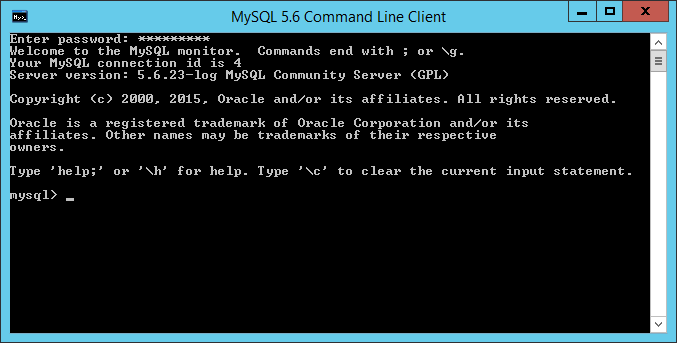 MySQL 5.6 Command Line Client
Enter password: *********
Welcome to the MySQL monitor.  Commands end with ; or \g.
Your MySQL connection id is 4
Server version: 5.6.23-log MySQL Community Server (GPL)
Copyright (c) 2000, 2015, Oracle and/or its affiliates. All rights reserved.
Oracle is a registered trademark of Oracle Corporation and/or its
affiliates. Other names may be trademarks of their respective
owners.
Type 'help;' or '\h' for help. Type '\c' to clear the current input statement.
mysql> _